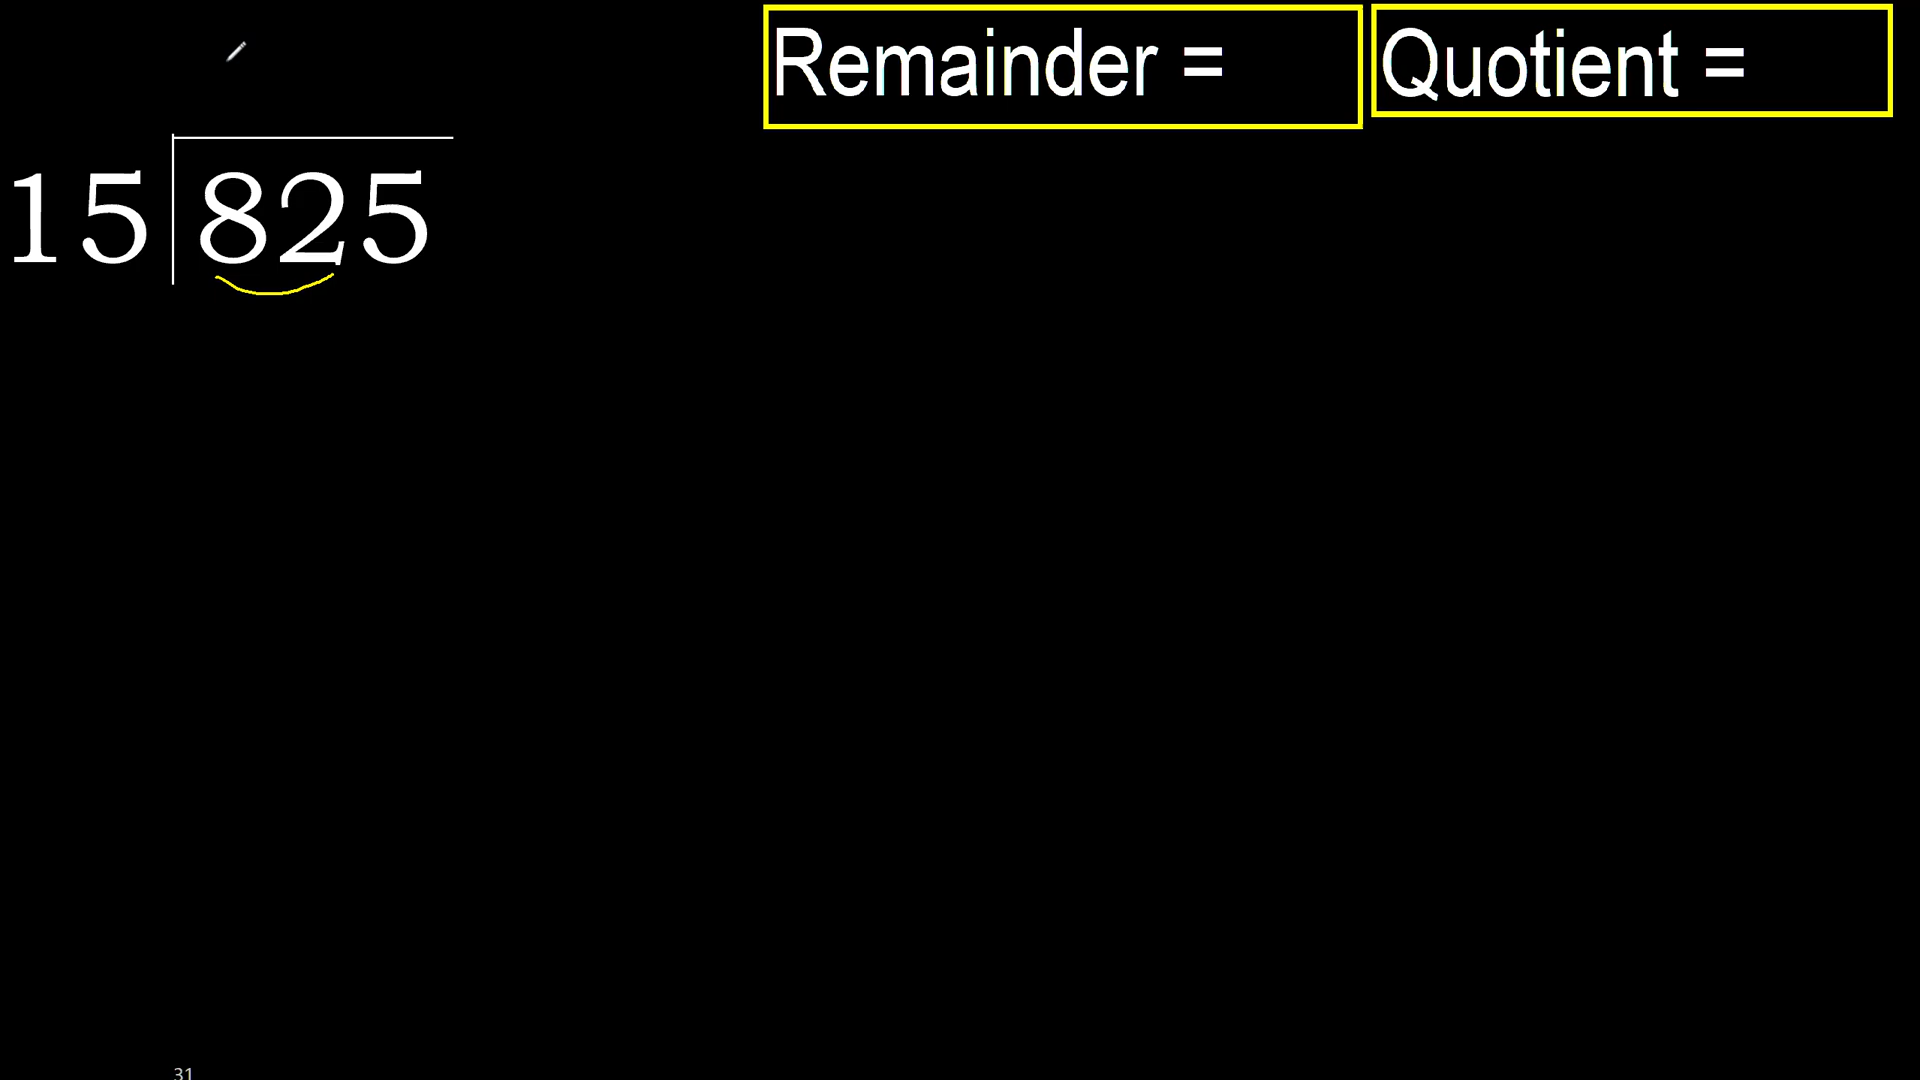 Remainder = Quotient =
15 825
31